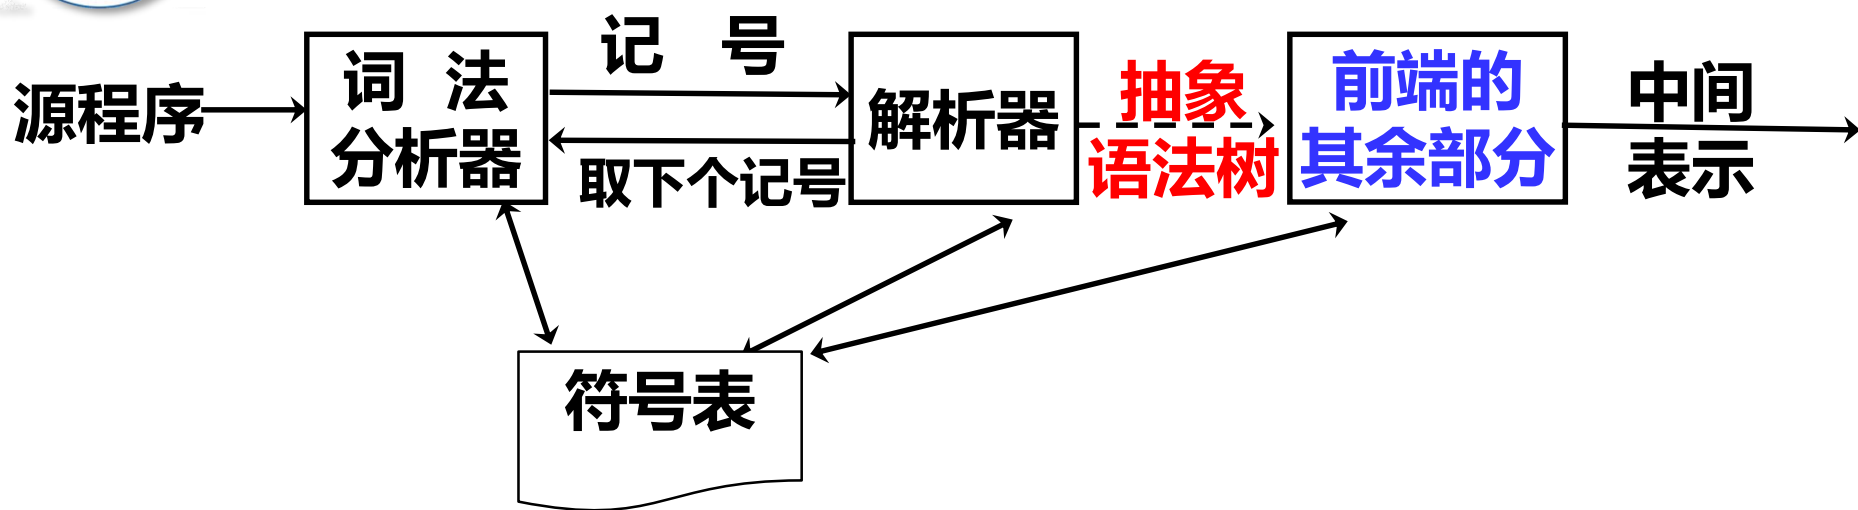 源程序
词 法
分析器
记 号
取下个记号
解析器
抽象
语法树
前端的
其余部分
中间
表示
符号表